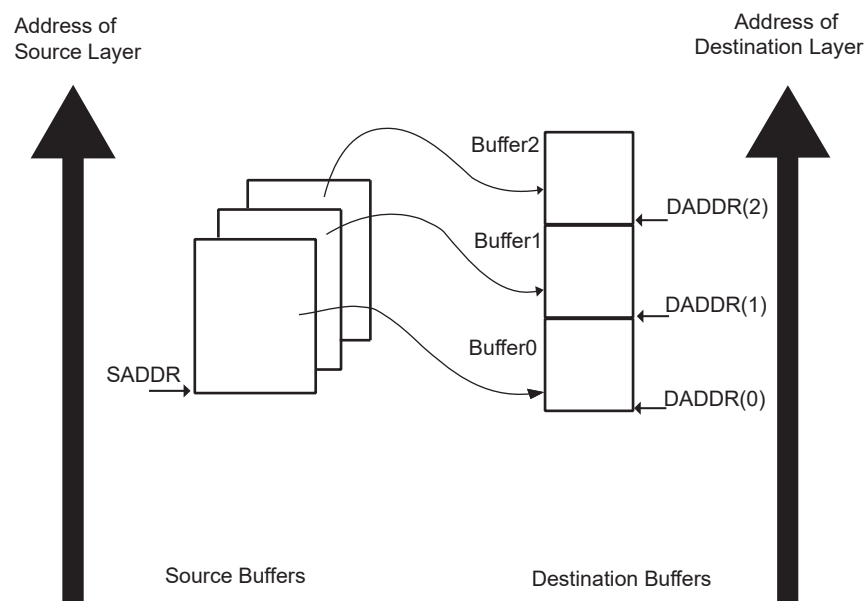 Address of
Source Layer
Address of
Destination Layer
Buffer2
DADDR(2)
Buffer1
DADDR(1)
Buffer0
SADDR
DADDR(0)
Source Buffers
Destination Buffers